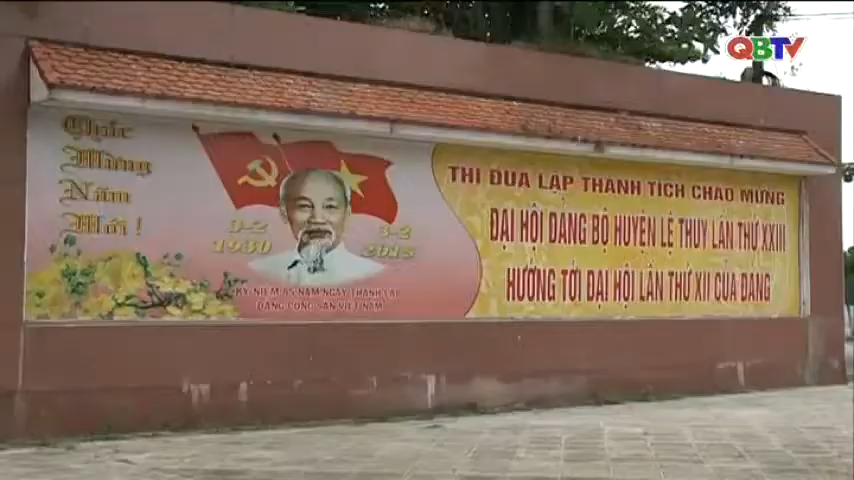 QBTV
Chúc
Mừng
Năm
Mới !
3-2
1930
3-2
2015
KỶ NIỆM 85 NĂM NGÀY THÀNH LẬP
ĐẢNG CỘNG SẢN VIỆT NAM
THI ĐUA LẬP THÀNH TÍCH CHÀO MỪNG
ĐẠI HỘI ĐẢNG BỘ HUYỆN LỆ THỦY LẦN THỨ XXIII
HƯỚNG TỚI ĐẠI HỘI LẦN THỨ XII CỦA ĐẢNG